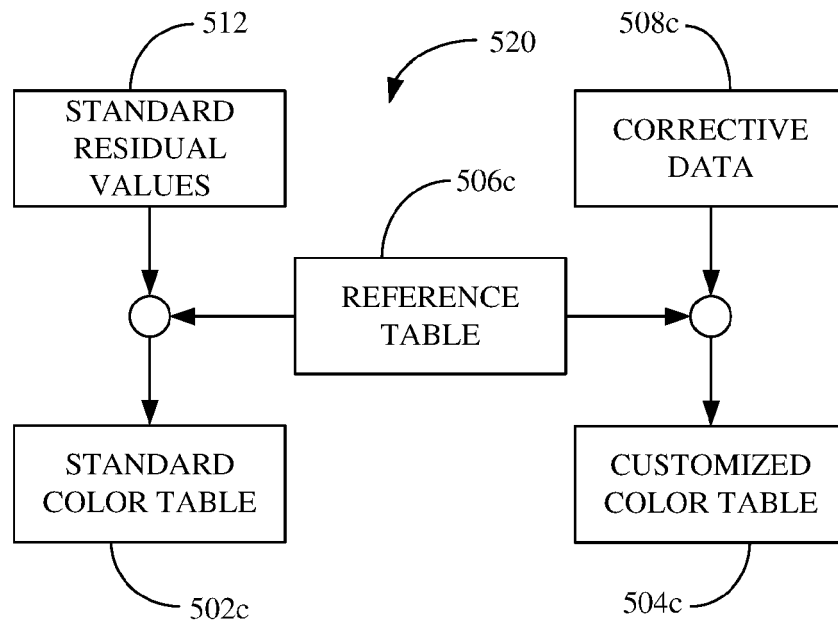 512
520
508c
STANDARD
RESIDUAL
VALUES
CORRECTIVE
DATA
506c
REFERENCE
TABLE
STANDARD
COLOR TABLE
CUSTOMIZED
COLOR TABLE
502c
504c